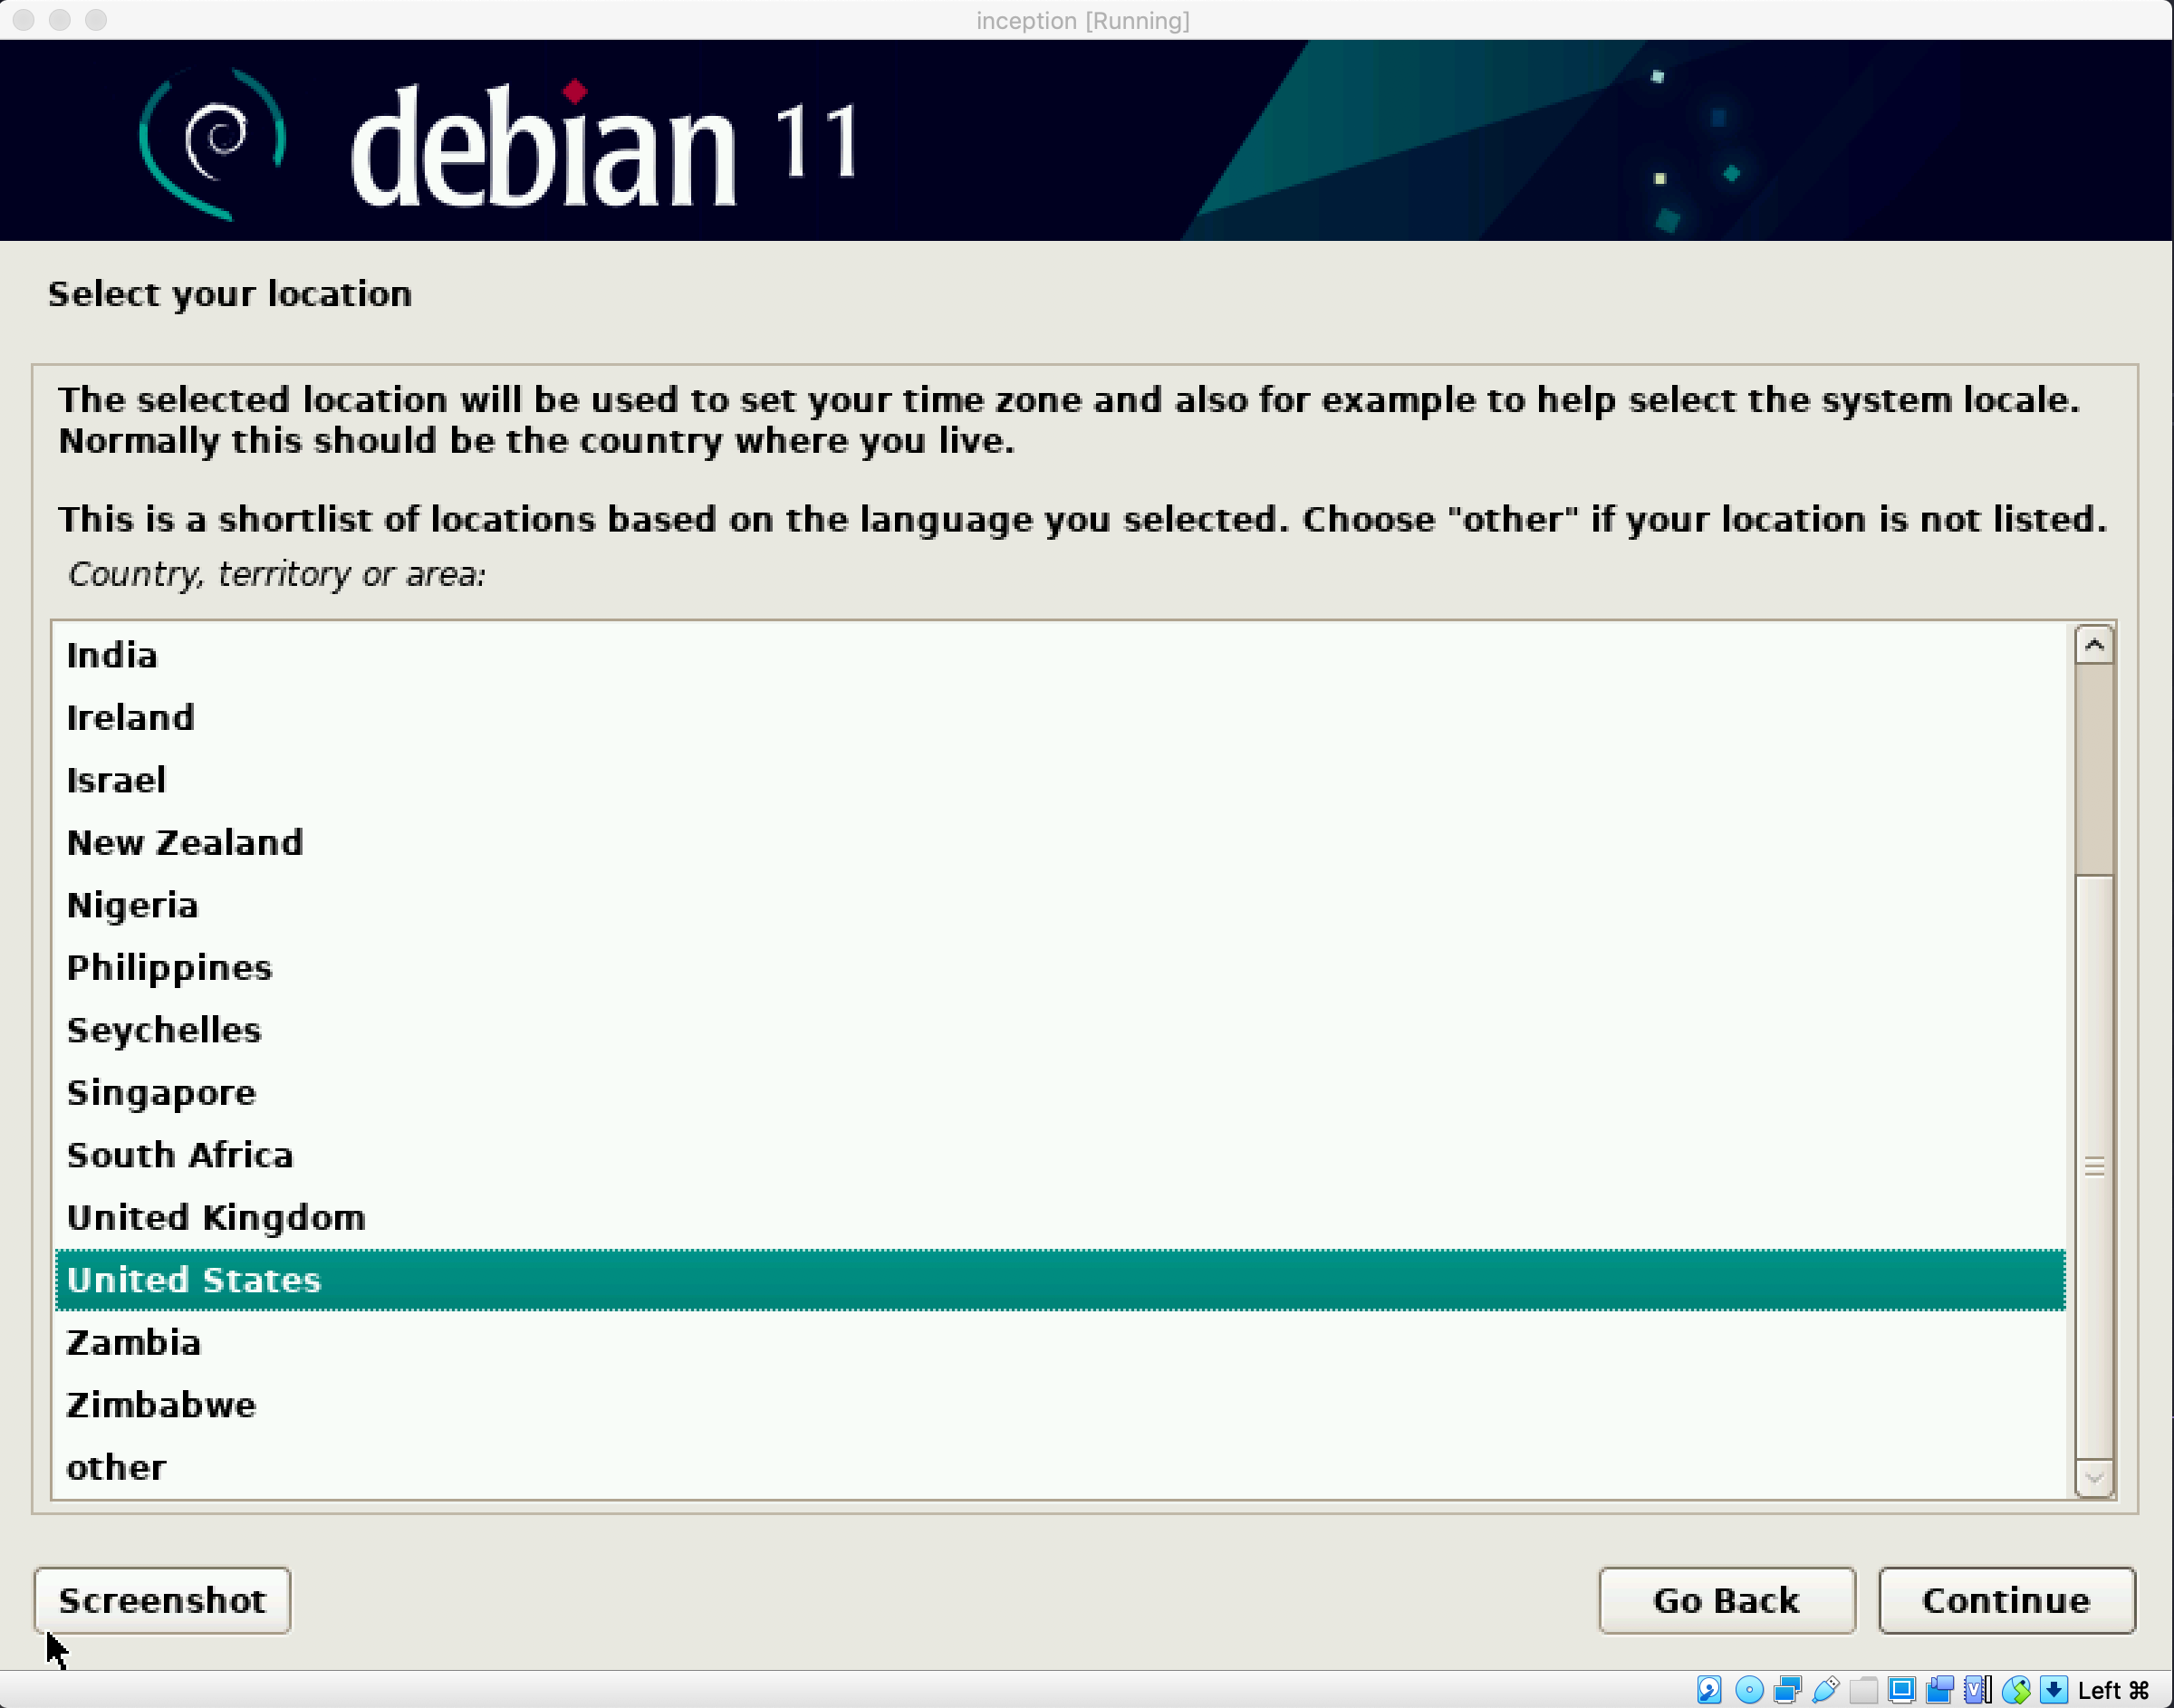 inception [Running]
debian 11
Select your location
The selected location will be used to set your time zone and also for example to help select the system locale.
Normally this should be the country where you live.
This is a shortlist of locations based on the language you selected. Choose "other" if your location is not listed.
Country, territory or area:
India
Ireland
Israel
New Zealand
Nigeria
Philippines
Seychelles
Singapore
South Africa
United Kingdom
United States
Zambia
Zimbabwe
other
Screenshot
Go Back
Continue
Left ⌘